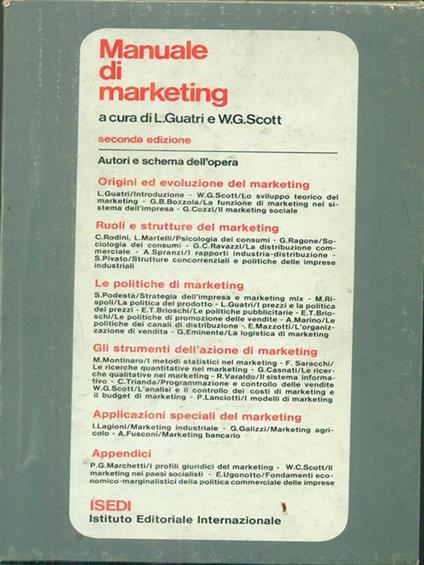 Manuale
di
marketing
a cura di L.Guatri e W.G.Scott
seconda edizione
Autori e schema dell'opera
Origini ed evoluzione del marketing
L.Guatri/Introduzione - W.G.Scott/Lo sviluppo teorico del
marketing - G.B.Bozzola/La funzione di marketing nel si-
stema dell'impresa - G.Cozzi/Il marketing sociale
Ruoli e strutture del marketing
C.Rodini, L.Martelli/Psicologia dei consumi - G.Ragone/So-
ciologia dei consumi - G.C.Ravazzi/La distribuzione com-
merciale - A.Spranzi/I rapporti industria-distribuzione -
S.Pivato/Strutture concorrenziali e politiche delle imprese
industriali
Le politiche di marketing
S.Podestà/Strategia dell'impresa e marketing mix - M.Ri-
spoli/La politica del prodotto - L.Guatri/I prezzi e la politica
dei prezzi - E.T.Brioschi/Le politiche pubblicitarie - E.T.Brio-
schi/Le politiche di promozione delle vendite - A.Marino/Le
politiche dei canali di distribuzione - E.Mazzotti/L'organiz-
zazione di vendita - G.Eminente/La logistica di marketing
Gli strumenti dell'azione di marketing
M.Montinaro/I metodi statistici nel marketing - F. Saracchi/
Le ricerche quantitative nel marketing - G.Casnati/Le ricer-
che qualitative nel marketing - R.Varaldo/Il sistema informa-
tivo - C.Trianda/Programmazione e controllo delle vendite
W.G.Scott/L'analisi e il controllo dei costi di marketing e
il budget di marketing - P.Lanciotti/I modelli di marketing
Applicazioni speciali del marketing
I.Lagioni/Marketing industriale - G.Galizzi/Marketing agri-
colo - A.Fusconi/Marketing bancario
Appendici
P.G.Marchetti/I profili giuridici del marketing - W.C.Scott/Il
marketing nei paesi socialisti - E.Ugonotto/Fondamenti eco-
nomico-marginalistici della politica commerciale delle imprese
ISEDI
Istituto Editoriale Internazionale